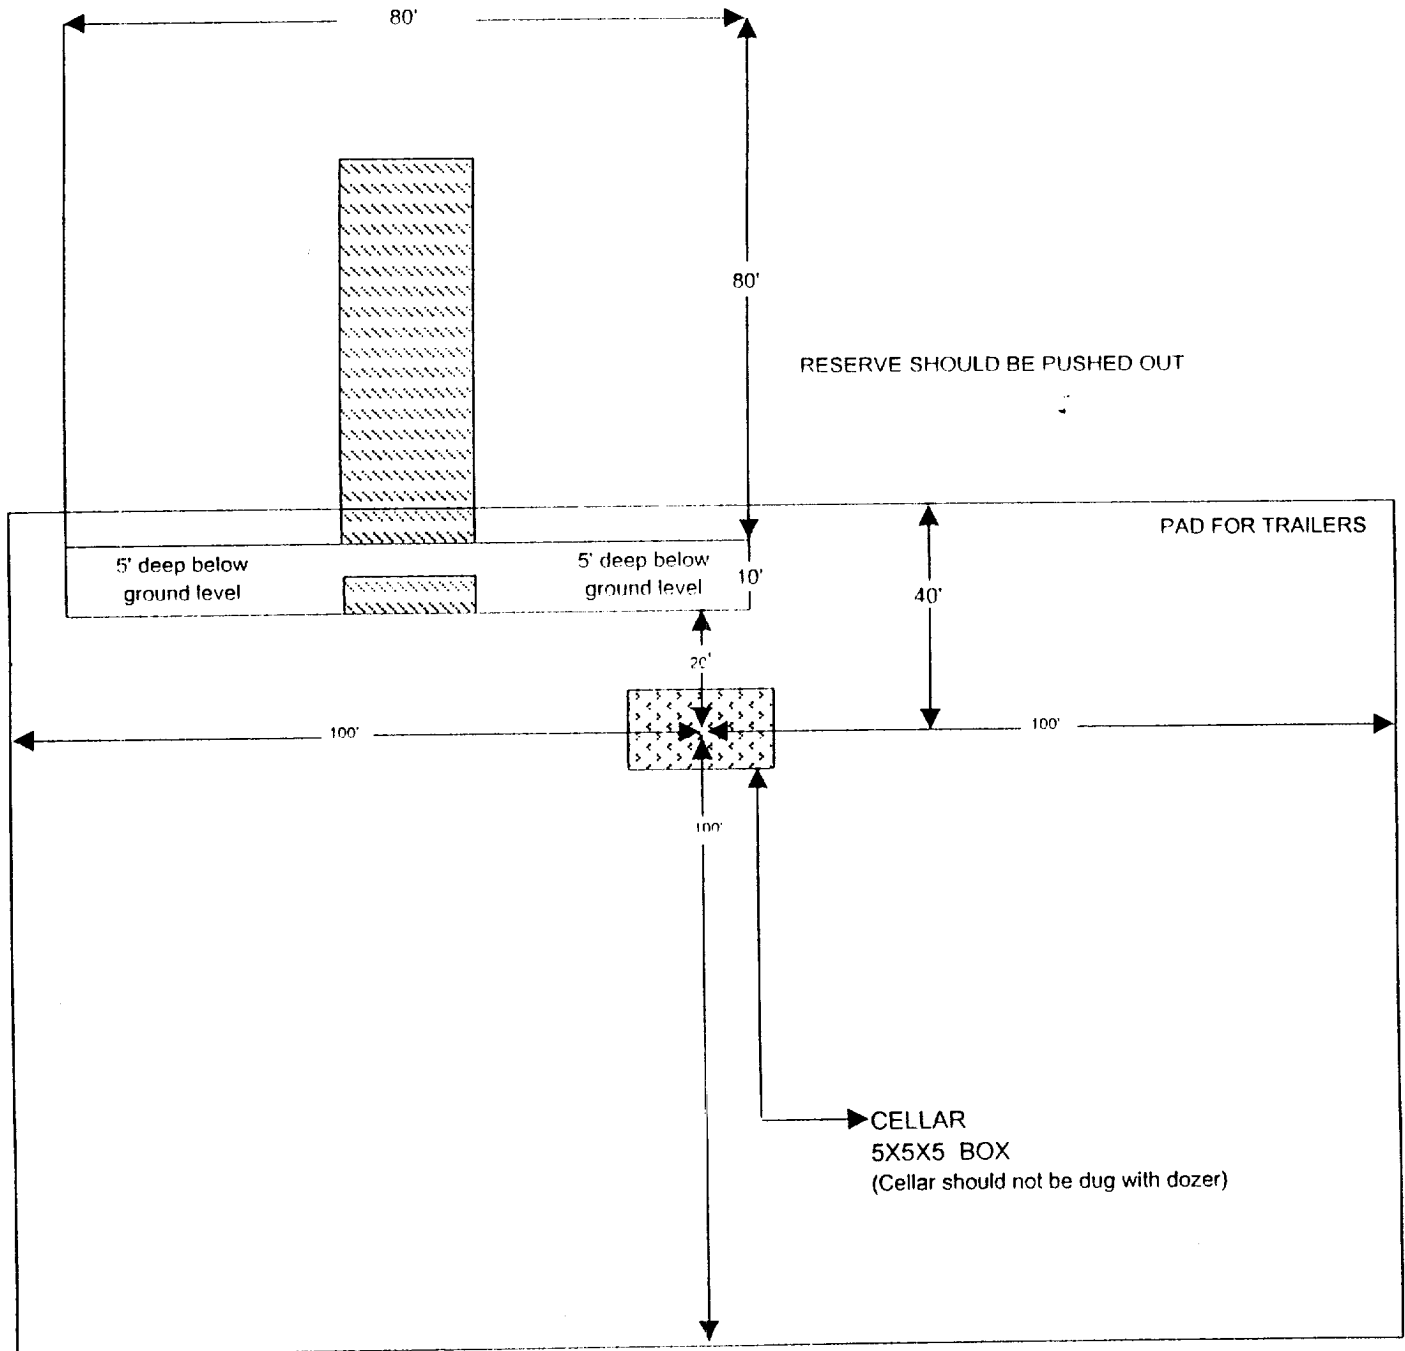 80'
80'
RESERVE SHOULD BE PUSHED OUT
PAD FOR TRAILERS
5' deep below
ground level
5' deep below
ground level
10'
40'
20'
100'
100'
100'
CELLAR
5X5X5 BOX
(Cellar should not be dug with dozer)